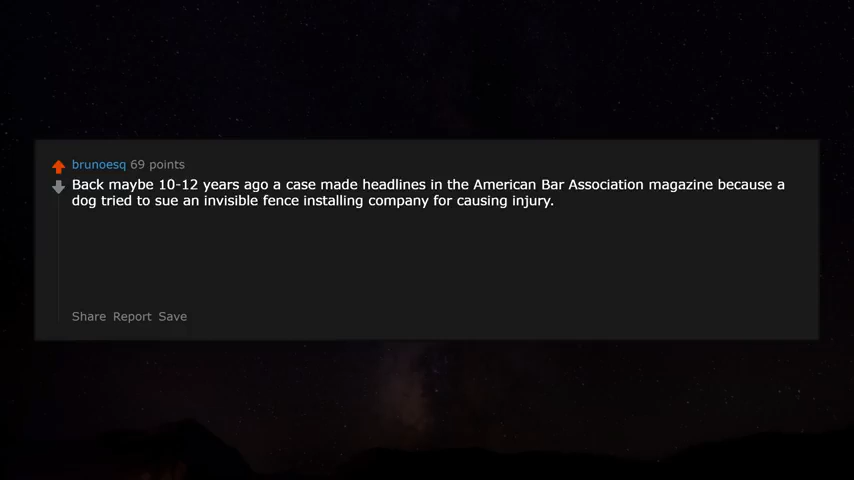 brunoesq 69 points
Back maybe 10-12 years ago a case made headlines in the American Bar Association magazine because a
dog tried to sue an invisible fence installing company for causing injury.
Share Report Save